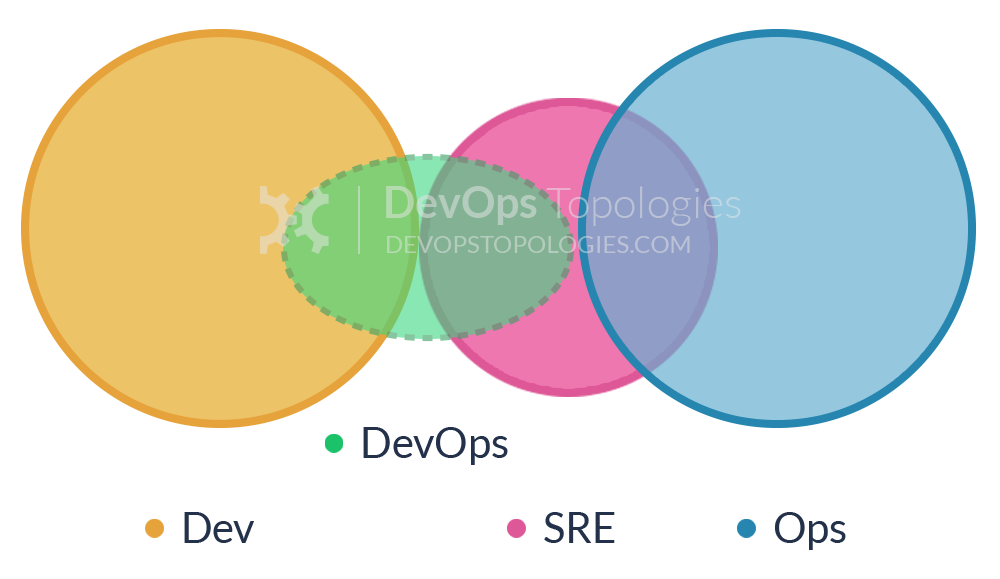 DevOps Topologies
DEVOPSTOPOLOGIES.COM
DevOps
Dev
SRE
Ops